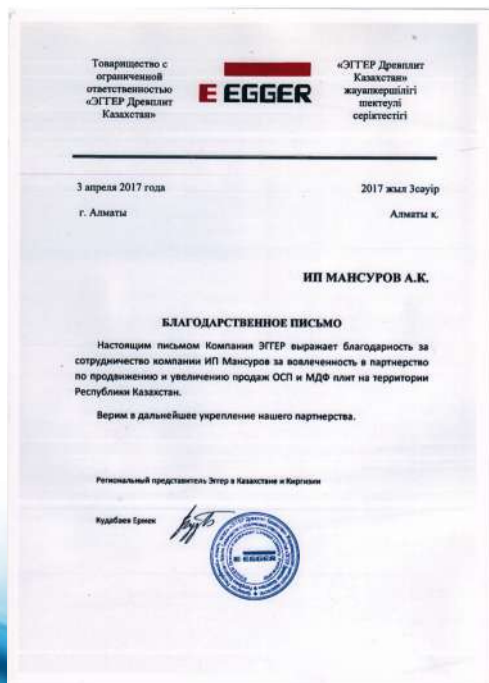 Товарищество с
ограниченной
ответственностью
«ЭГГЕР Древплит
Казахстан»
E EGGER
«ЭГГЕР Древплит
Казахстан»
жауапкершілігі
шектеулі
серіктестігі
3 апреля 2017 года
2017 жыл 3сәуір
г. Алматы
Алматы қ.
ИП МАНСУРОВ А.К.
БЛАГОДАРСТВЕННОЕ ПИСЬМО
Настоящим письмом Компания ЭГГЕР выражает благодарность за
сотрудничество компании ИП Мансуров за вовлеченность в партнерство
по продвижению и увеличению продаж ОСП и МДФ плит на территории
Республики Казахстан.
Верим в дальнейшее укрепление нашего партнерства.
Региональный представитель Эггер в Казахстане и Киргизии
Кудабаев Ермек
E EGGER